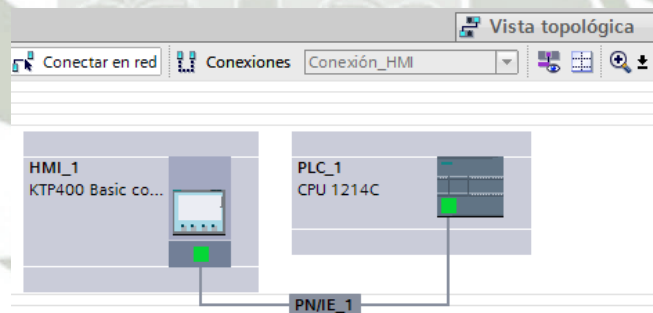 Vista topológica
Conectar en red Conexiones Conexión_HMI
HMI_1 PLC_1
KTP400 Basic co... CPU 1214C
PN/IE_1